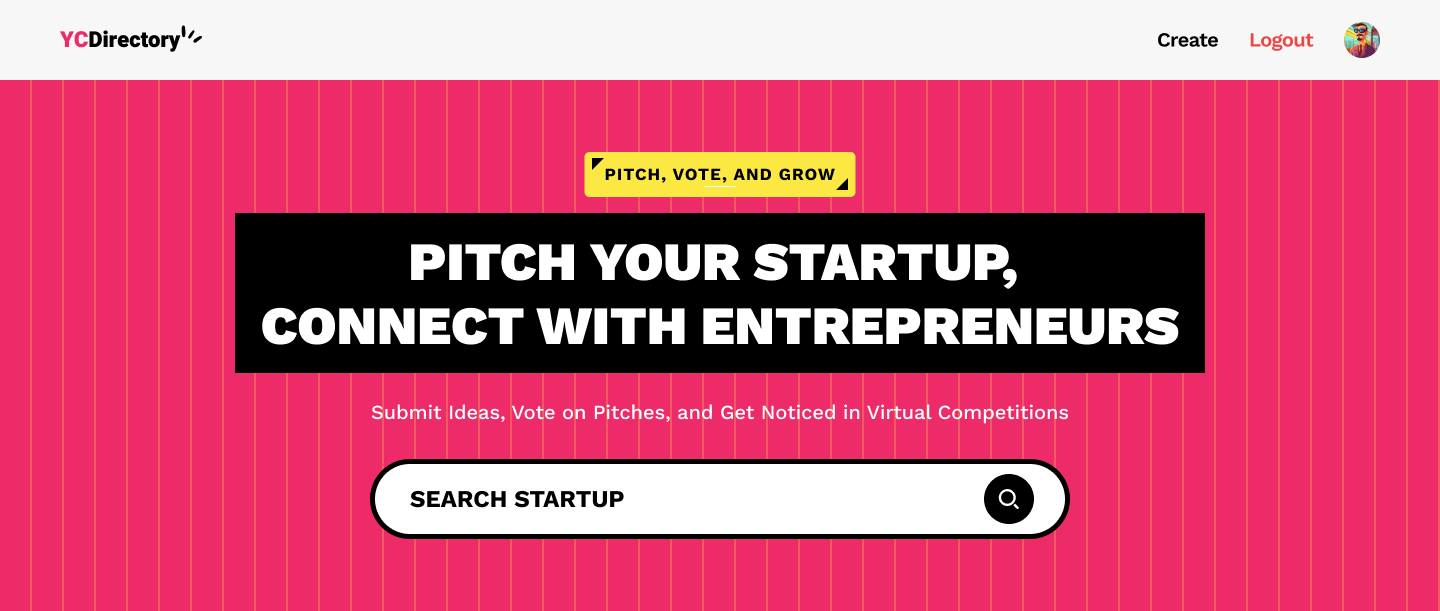 YCDirectory
Create
Logout
PITCH, VOTE, AND GROW
PITCH YOUR STARTUP,
CONNECT WITH ENTREPRENEURS
Submit Ideas, Vote on Pitches, and Get Noticed in Virtual Competitions
SEARCH STARTUP